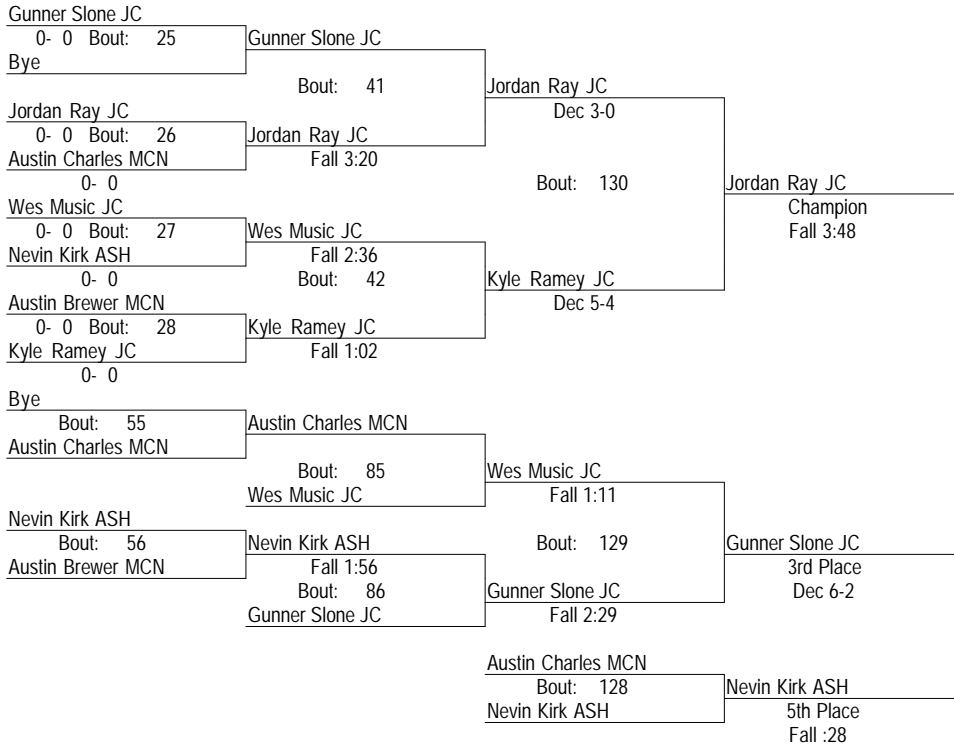 Gunner Slone JC
0- 0 Bout: 25
Gunner Slone JC
Bye
Bout: 41
Jordan Ray JC
Dec 3-0
Jordan Ray JC
0- 0 Bout: 26
Jordan Ray JC
Austin Charles MCN
Fall 3:20
0- 0
Bout: 130
Jordan Ray JC
Champion
Fall 3:48
Wes Music JC
0- 0 Bout: 27
Wes Music JC
Nevin Kirk ASH
Fall 2:36
0- 0
Bout: 42
Kyle Ramey JC
Dec 5-4
Austin Brewer MCN
0- 0 Bout: 28
Kyle Ramey JC
Kyle Ramey JC
Fall 1:02
0- 0
Bye
Bout: 55
Austin Charles MCN
Austin Charles MCN
Bout: 85
Wes Music JC
Wes Music JC
Fall 1:11
Nevin Kirk ASH
Bout: 56
Nevin Kirk ASH
Bout: 129
Gunner Slone JC
Austin Brewer MCN
Fall 1:56
3rd Place
Bout: 86
Gunner Slone JC
Dec 6-2
Gunner Slone JC
Fall 2:29
Austin Charles MCN
Bout: 128
Nevin Kirk ASH
Nevin Kirk ASH
5th Place
Fall :28